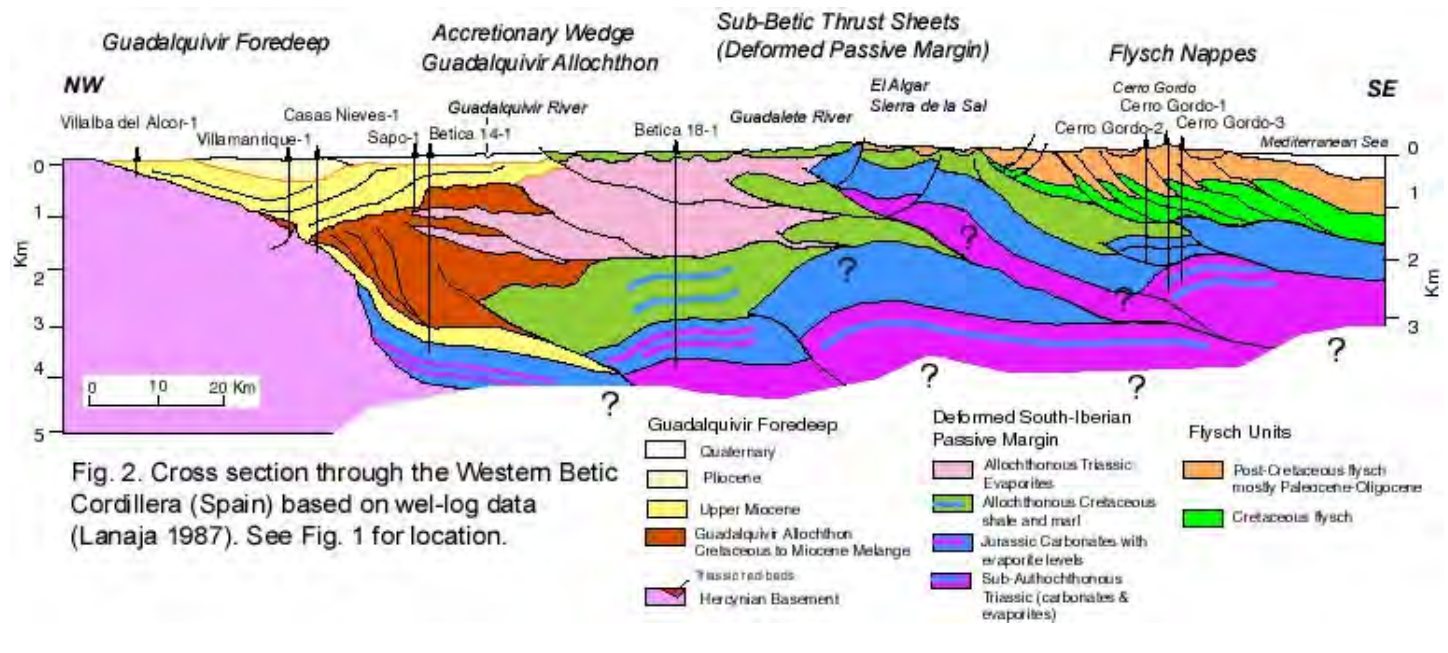 Guadalquivir Foredeep
Accretionary Wedge
Guadalquivir Allochthon
Sub-Betic Thrust Sheets
(Deformed Passive Margin)
Flysch Nappes
NW
SE
Villalba del Alcor-1
Villamanrique-1
Casas Nieves-1
Sapo-1
Betica 14-1
Guadalquivir River
Betica 18-1
Guadalete River
El Algar
Sierra de la Sal
Cerro Gordo
Cerro Gordo-1
Cerro Gordo-2
Cerro Gordo-3
Mediterranean Sea
0
1
2
3
4
5
Km
0
1
2
3
Km
?
?
?
?
?
?
?
0 10 20 Km
Fig. 2. Cross section through the Western Betic
Cordillera (Spain) based on wel-log data
(Lanaja 1987). See Fig. 1 for location.
Guadalquivir Foredeep
Quaternary
Pliocene
Upper Miocene
Guadalquivir Allochthon
Cretaceous to Miocene Melange
Triassic red beds
Hercynian Basement
Deformed South-Iberian
Passive Margin
Allochthonous Triassic
Evaporites
Allochthonous Cretaceous
shale and marl
Jurassic Carbonates with
evaporite levels
Sub-Authochthonous
Triassic (carbonates &
evaporites)
Flysch Units
Post-Cretaceous flysch
mostly Paleocene-Oligocene
Cretaceous flysch